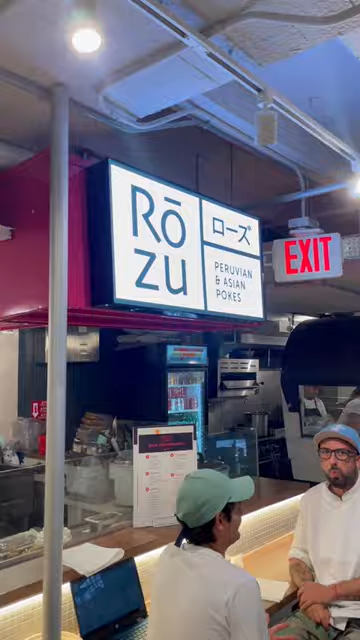 Rō
zu
ローズ
PERUVIAN
& ASIAN
POKES
EXIT